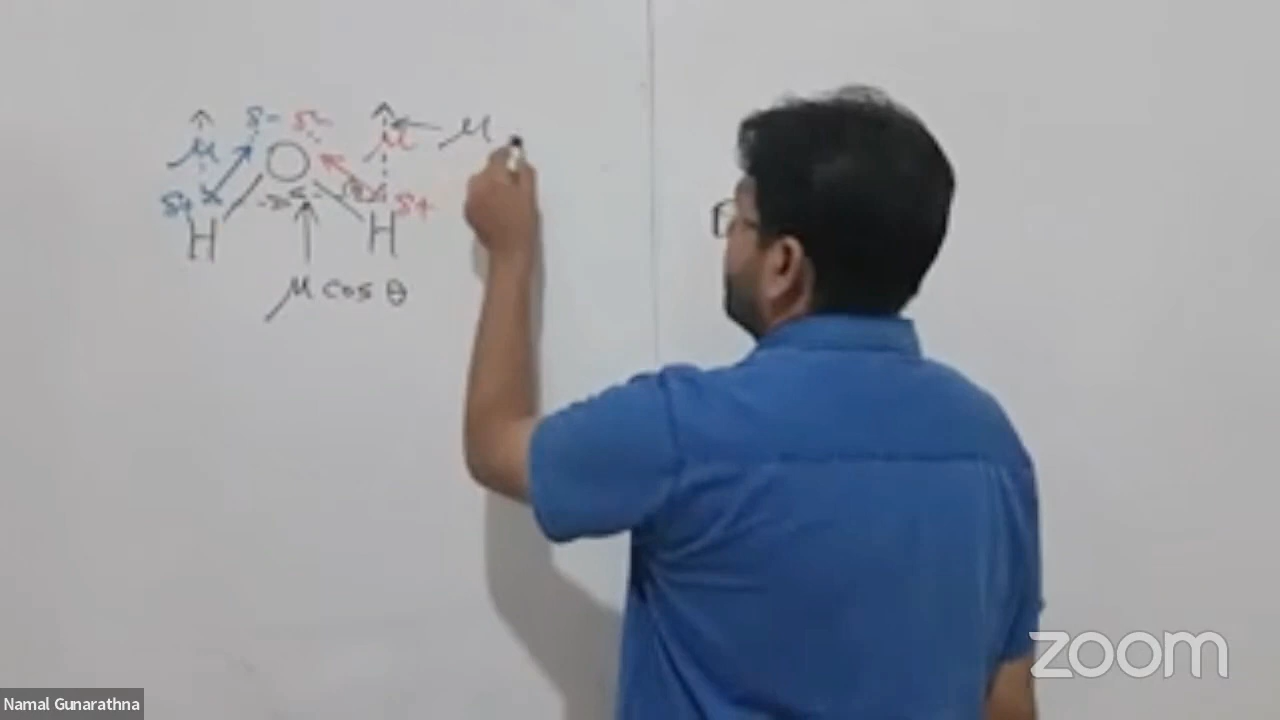 δ- δ-
μ O μ ← μ
δ+ δ+
H H
μ cos θ
zoom
Namal Gunarathna